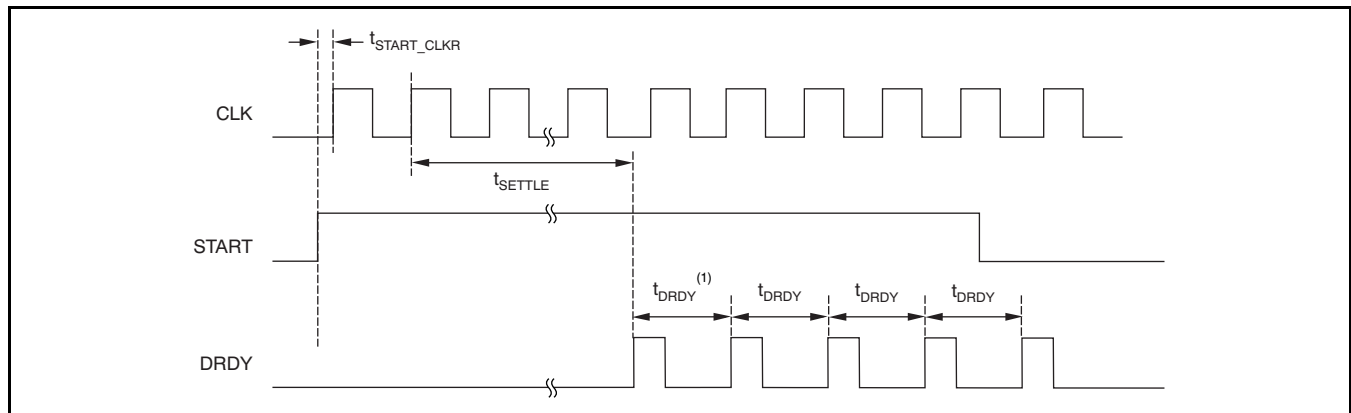 tSTART_CLKR
CLK
tSETTLE
START
tDRDY(1) tDRDY tDRDY tDRDY
DRDY